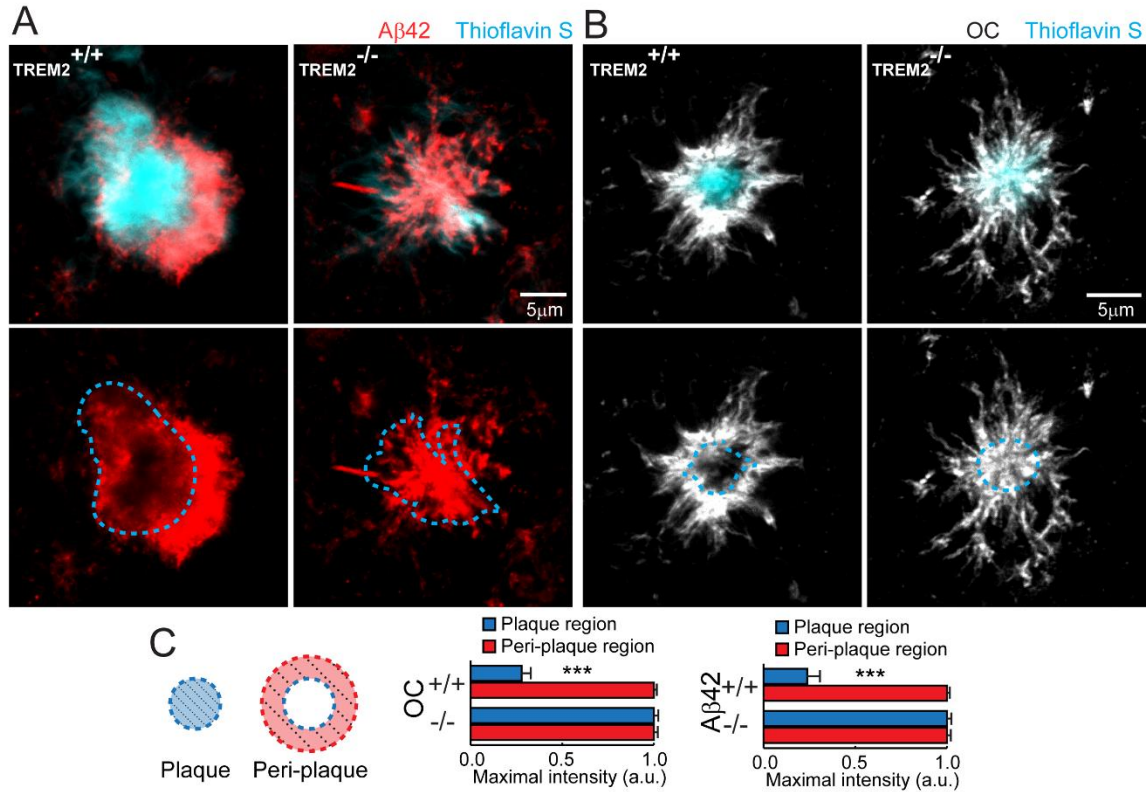 A
Aβ42 Thioflavin S
B
OC Thioflavin S
TREM2+/+
TREM2-/-
TREM2+/+
TREM2-/-
5μm
5μm
C
Plaque
Peri-plaque
Plaque region
Peri-plaque region
OC
+/+
***
-/-
0.0 0.5 1.0
Maximal intensity (a.u.)
Plaque region
Peri-plaque region
Aβ42
+/+
***
-/-
0.0 0.5 1.0
Maximal intensity (a.u.)